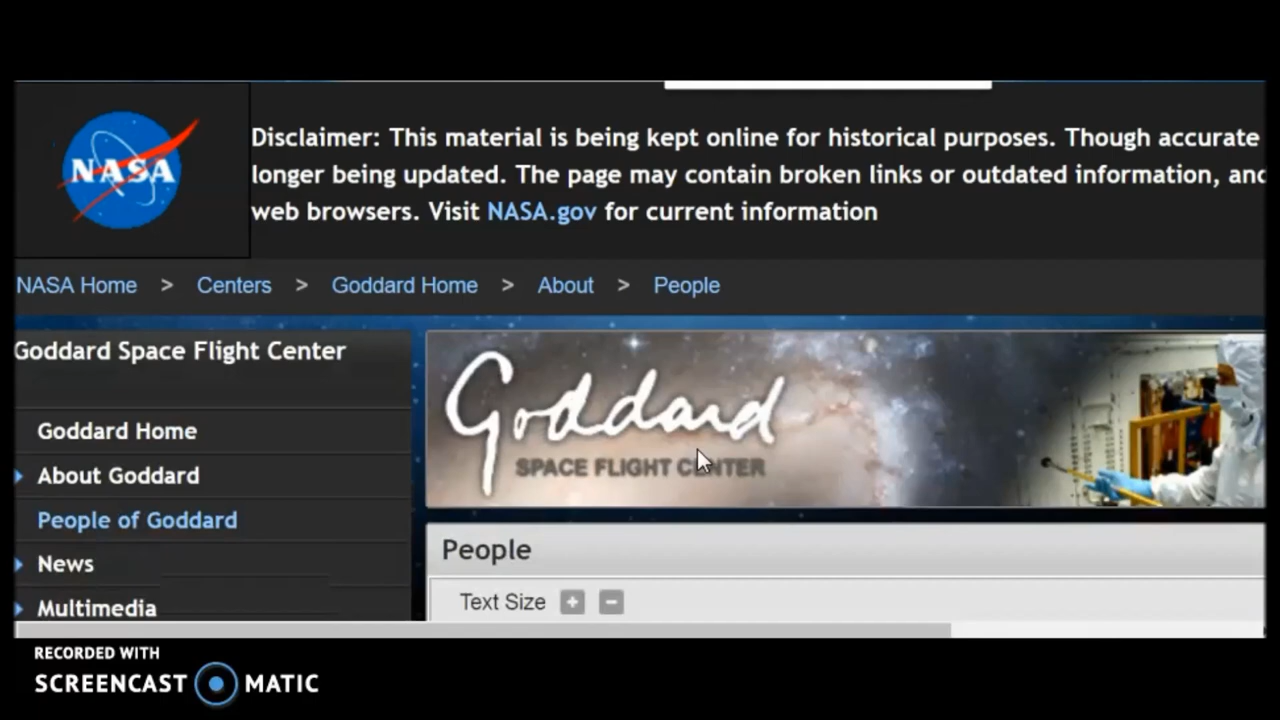 NASA
Disclaimer: This material is being kept online for historical purposes. Though accurate
longer being updated. The page may contain broken links or outdated information, and
web browsers. Visit NASA.gov for current information
NASA Home > Centers > Goddard Home > About > People
Goddard Space Flight Center
Goddard Home
About Goddard
People of Goddard
News
Multimedia
Goddard
SPACE FLIGHT CENTER
People
Text Size + -
RECORDED WITH
SCREENCAST MATIC